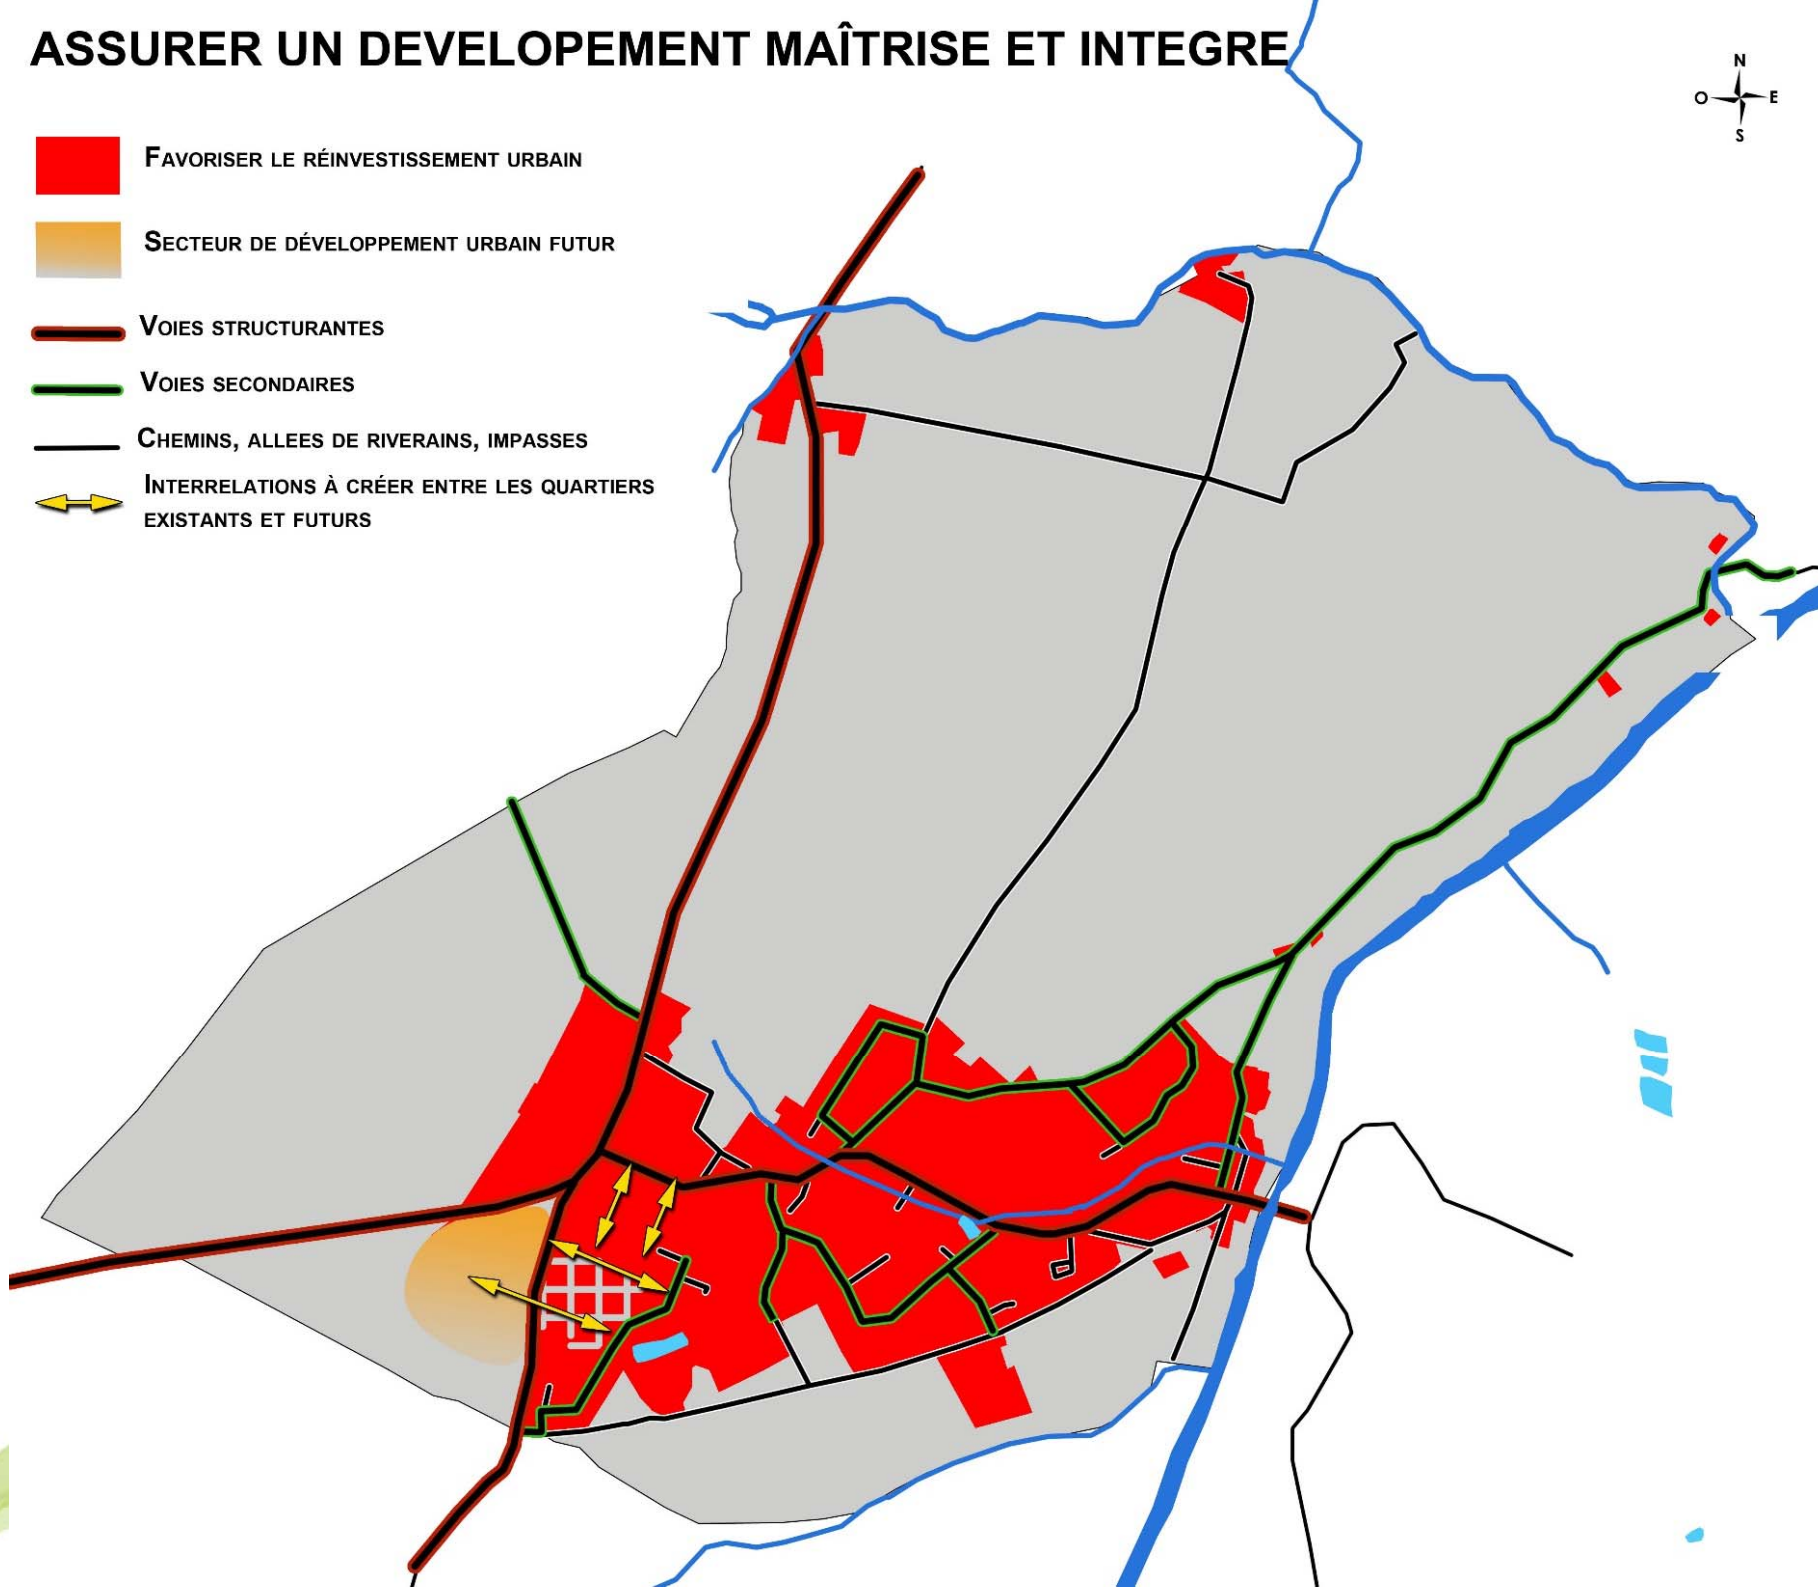 ASSURER UN DEVELOPEMENT MAÎTRISE ET INTEGRE
N
O E
S
FAVORISER LE RÉINVESTISSEMENT URBAIN
SECTEUR DE DÉVELOPPEMENT URBAIN FUTUR
VOIES STRUCTURANTES
VOIES SECONDAIRES
CHEMINS, ALLEES DE RIVERAINS, IMPASSES
INTERRELATIONS À CRÉER ENTRE LES QUARTIERS
EXISTANTS ET FUTURS